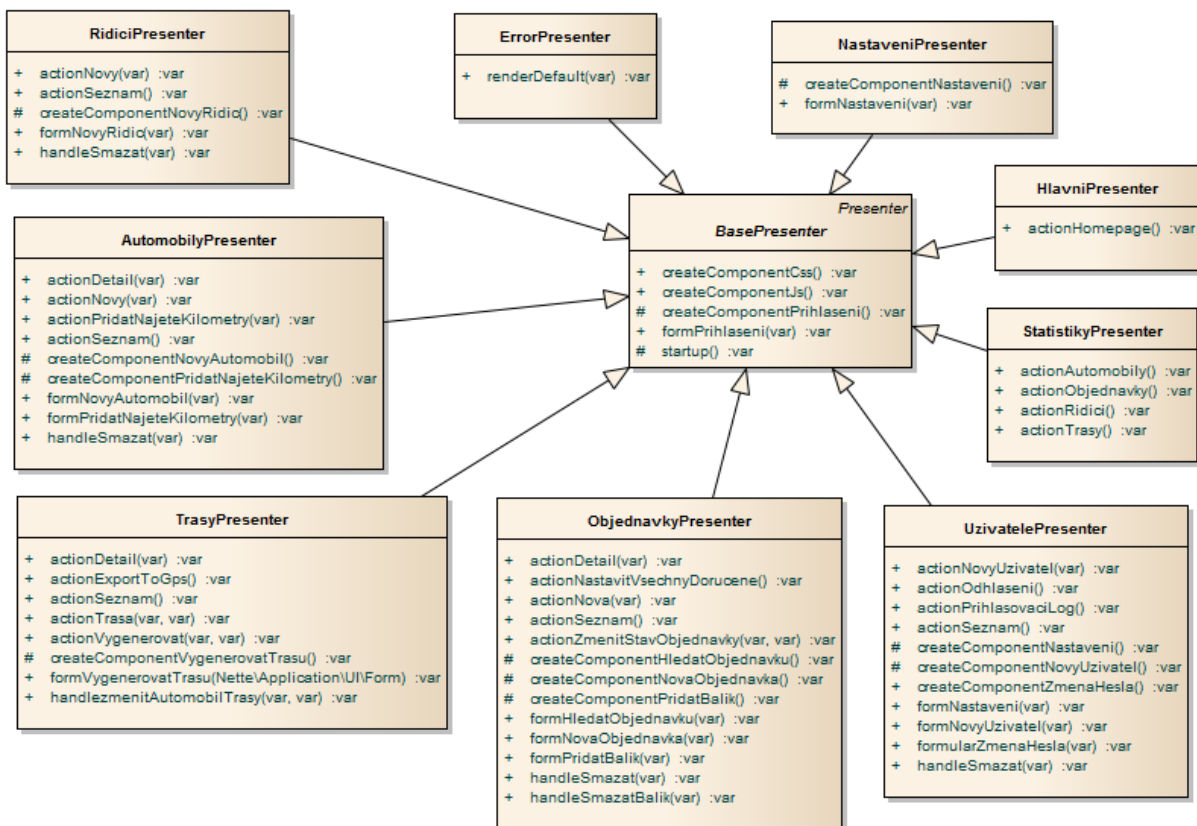 RidiciPresenter
+ actionNovy(var) :var
+ actionSeznam() :var
# createComponentNovyRidic() :var
+ formNovyRidic(var) :var
+ handleSmazat(var) :var
ErrorPresenter
+ renderDefault(var) :var
NastaveniPresenter
# createComponentNastaveni() :var
+ formNastaveni(var) :var
HlavniPresenter
+ actionHomepage() :var
Presenter
BasePresenter
+ createComponentCss() :var
+ createComponentJs() :var
# createComponentPrihlaseni() :var
+ formPrihlaseni(var) :var
# startup() :var
AutomobilyPresenter
+ actionDetail(var) :var
+ actionNovy(var) :var
+ actionPridatNajeteKilometry(var) :var
+ actionSeznam() :var
# createComponentNovyAutomobil() :var
# createComponentPridatNajeteKilometry() :var
+ formNovyAutomobil(var) :var
+ formPridatNajeteKilometry(var) :var
+ handleSmazat(var) :var
StatistikyPresenter
+ actionAutomobily() :var
+ actionObjednavky() :var
+ actionRidici() :var
+ actionTrasy() :var
TrasyPresenter
+ actionDetail(var) :var
+ actionExportToGps() :var
+ actionSeznam() :var
+ actionTrasa(var, var) :var
+ actionVygenerovat(var, var) :var
# createComponentVygenerovatTrasu() :var
+ formVygenerovatTrasu(Nette\Application\UI\Form) :var
+ handlezmenitAutomobilTrasy(var, var) :var
ObjednavkyPresenter
+ actionDetail(var) :var
+ actionNastavitVsechnyDorucene() :var
+ actionNova(var) :var
+ actionSeznam() :var
+ actionZmenitStavObjednavky(var, var) :var
# createComponentHledatObjednavku() :var
# createComponentNovaObjednavka() :var
# createComponentPridatBalik() :var
+ formHledatObjednavku(var) :var
+ formNovaObjednavka(var) :var
+ formPridatBalik(var) :var
+ handleSmazat(var) :var
+ handleSmazatBalik(var) :var
UzivatelePresenter
+ actionNovyUzivatel(var) :var
+ actionOdhlaseni() :var
+ actionPrihlasovaciLog() :var
+ actionSeznam() :var
# createComponentNastaveni() :var
# createComponentNovyUzivatel() :var
+ createComponentZmenaHesla() :var
+ formNastaveni(var) :var
+ formNovyUzivatel(var) :var
+ formularZmenaHesla(var) :var
+ handleSmazat(var) :var